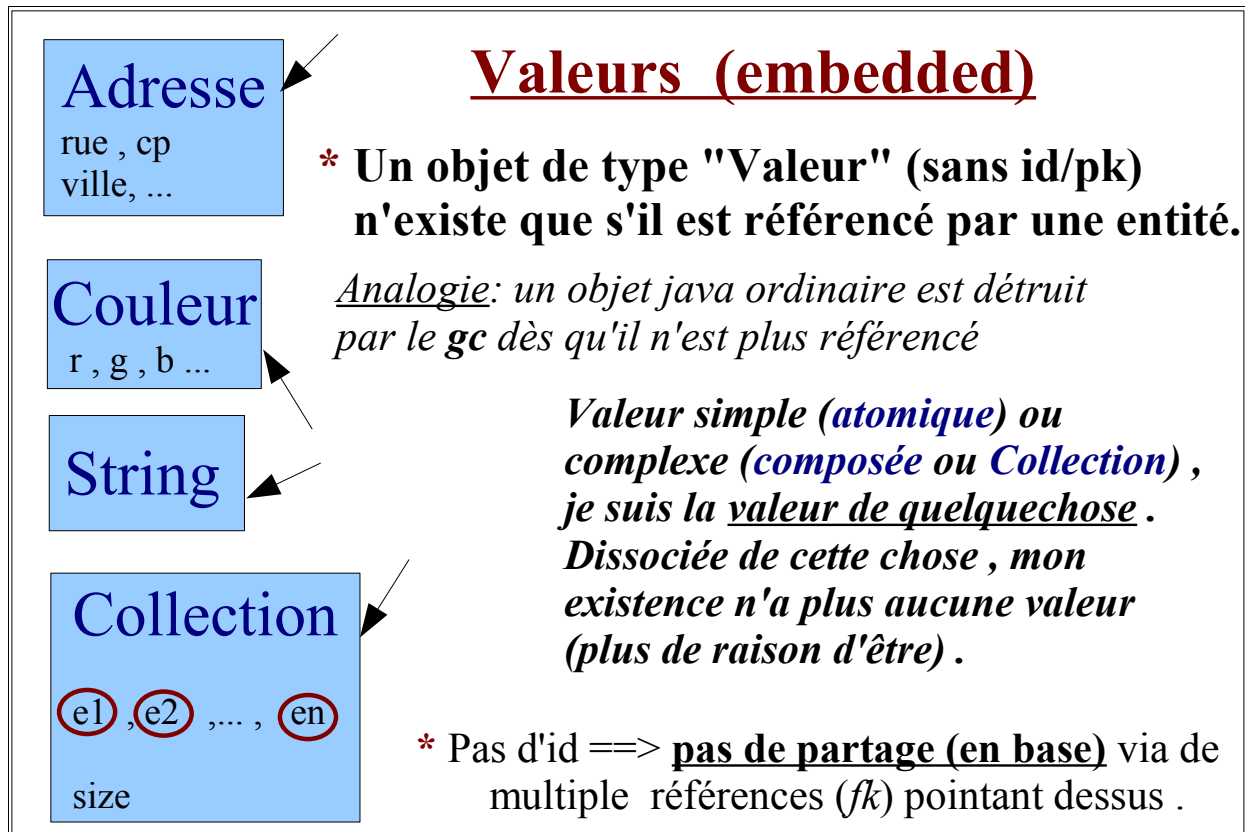 Adresse
rue , cp
ville, ...
Couleur
r , g , b ...
String
Collection
e1 , e2 ,... , en
size
Valeurs (embedded)
* Un objet de type "Valeur" (sans id/pk)
n'existe que s'il est référencé par une entité.
Analogie: un objet java ordinaire est détruit
par le gc dès qu'il n'est plus référencé
Valeur simple (atomique) ou
complexe (composée ou Collection) ,
je suis la valeur de quelquechose .
Dissociée de cette chose , mon
existence n'a plus aucune valeur
(plus de raison d'être) .
* Pas d'id ==> pas de partage (en base) via de
multiple références (fk) pointant dessus .